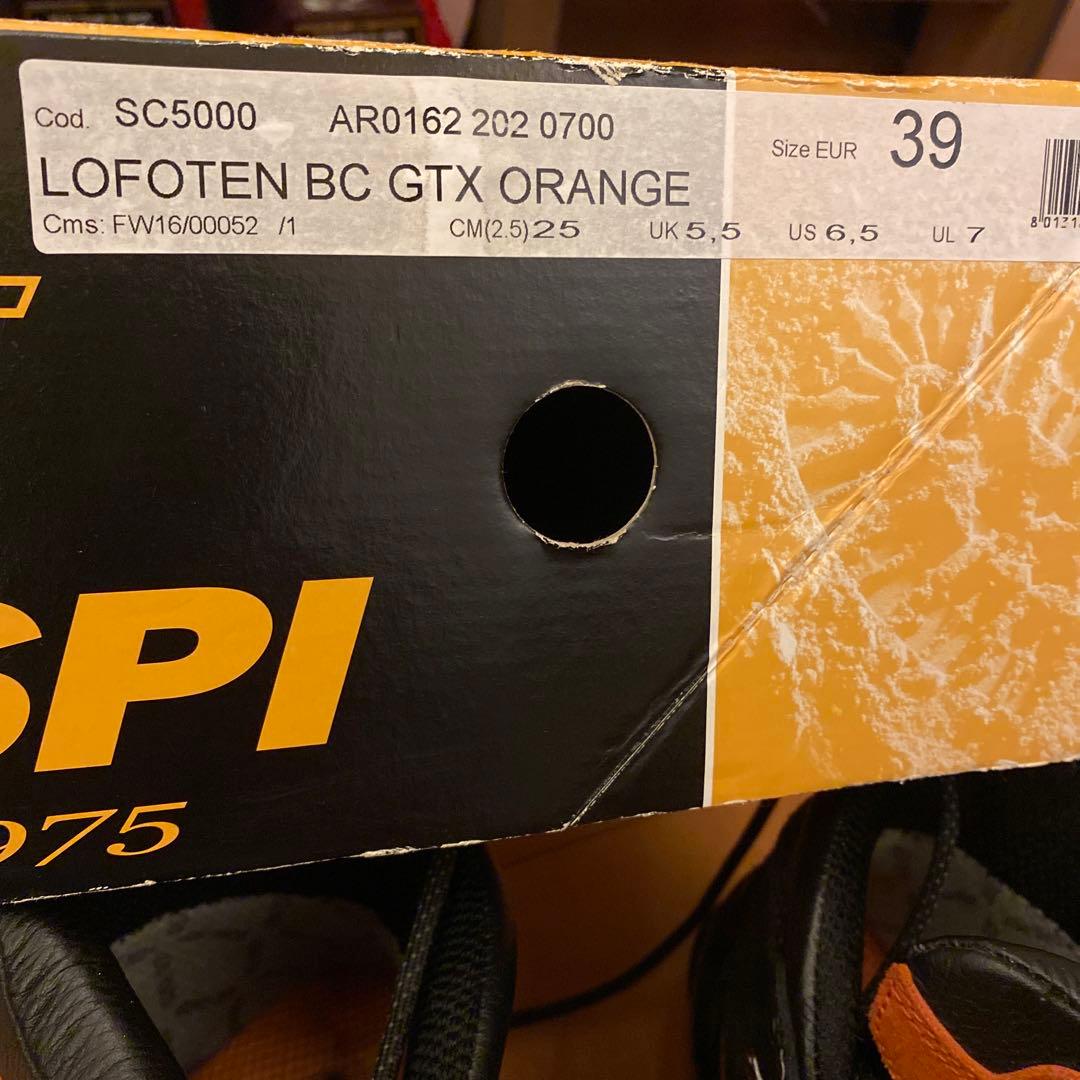 Cod. SC5000 AR0162 202 0700
Size EUR 39
LOFOTEN BC GTX ORANGE
Cms: FW16/00052 /1 CM(2.5)25 UK 5,5 US 6,5 UL 7
SPI
975